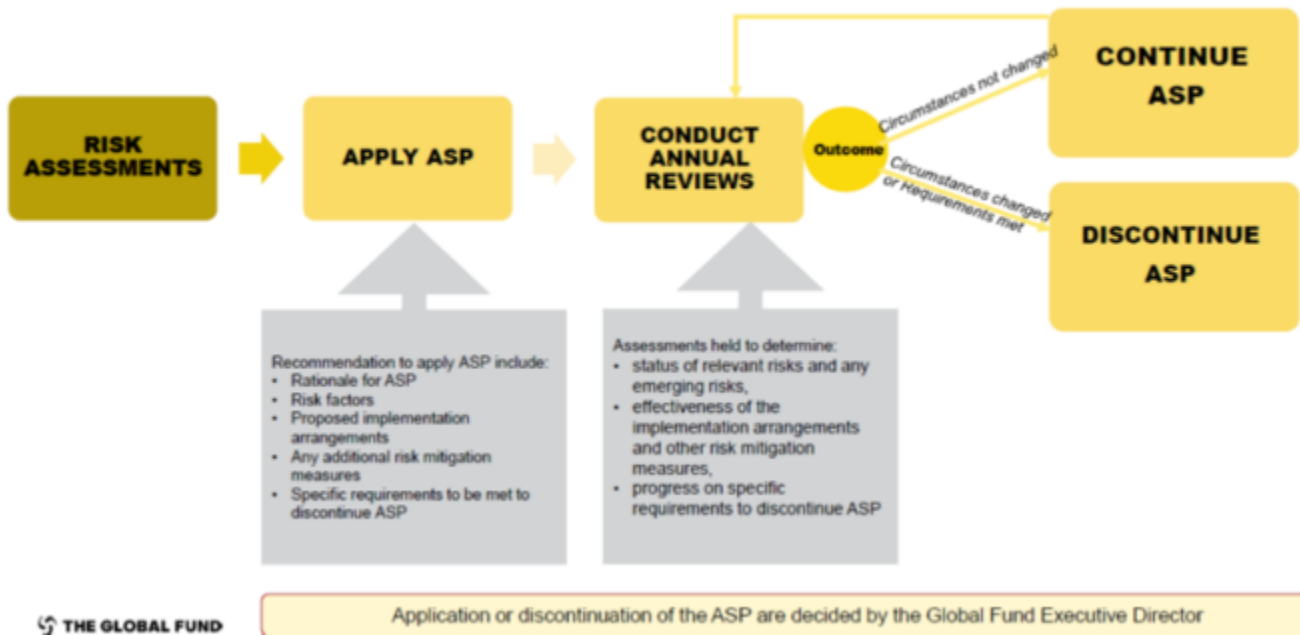 RISK
ASSESSMENTS
APPLY ASP
CONDUCT
ANNUAL
REVIEWS
Outcome
Circumstances not changed
CONTINUE
ASP
Circumstances changed
or Requirements met
DISCONTINUE
ASP
Recommendation to apply ASP include:
• Rationale for ASP
• Risk factors
• Proposed implementation
arrangements
• Any additional risk mitigation
measures
• Specific requirements to be met to
discontinue ASP
Assessments held to determine:
• status of relevant risks and any
emerging risks,
• effectiveness of the
implementation arrangements
and other risk mitigation
measures,
• progress on specific
requirements to discontinue ASP
THE GLOBAL FUND
Application or discontinuation of the ASP are decided by the Global Fund Executive Director